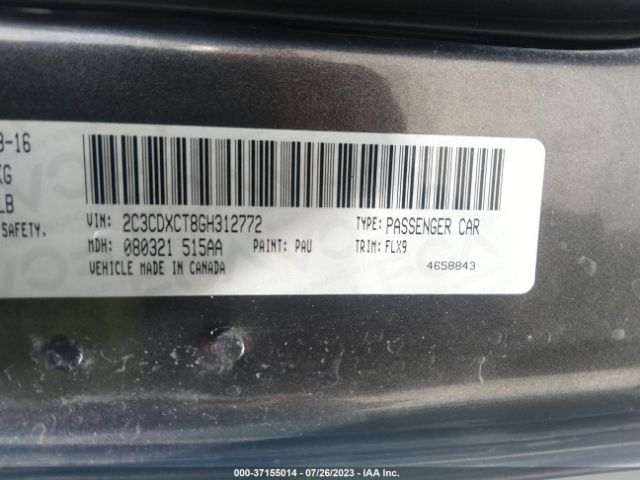 8-16
KG
LB
SAFETY,
VIN: 2C3CDXCT8GH312772 TYPE: PASSENGER CAR
MDH: 080321 515AA PAINT: PAU TRIM: FLX9
VEHICLE MADE IN CANADA 4658843
000-37155014 / 07/26/2023 / IAA Inc.